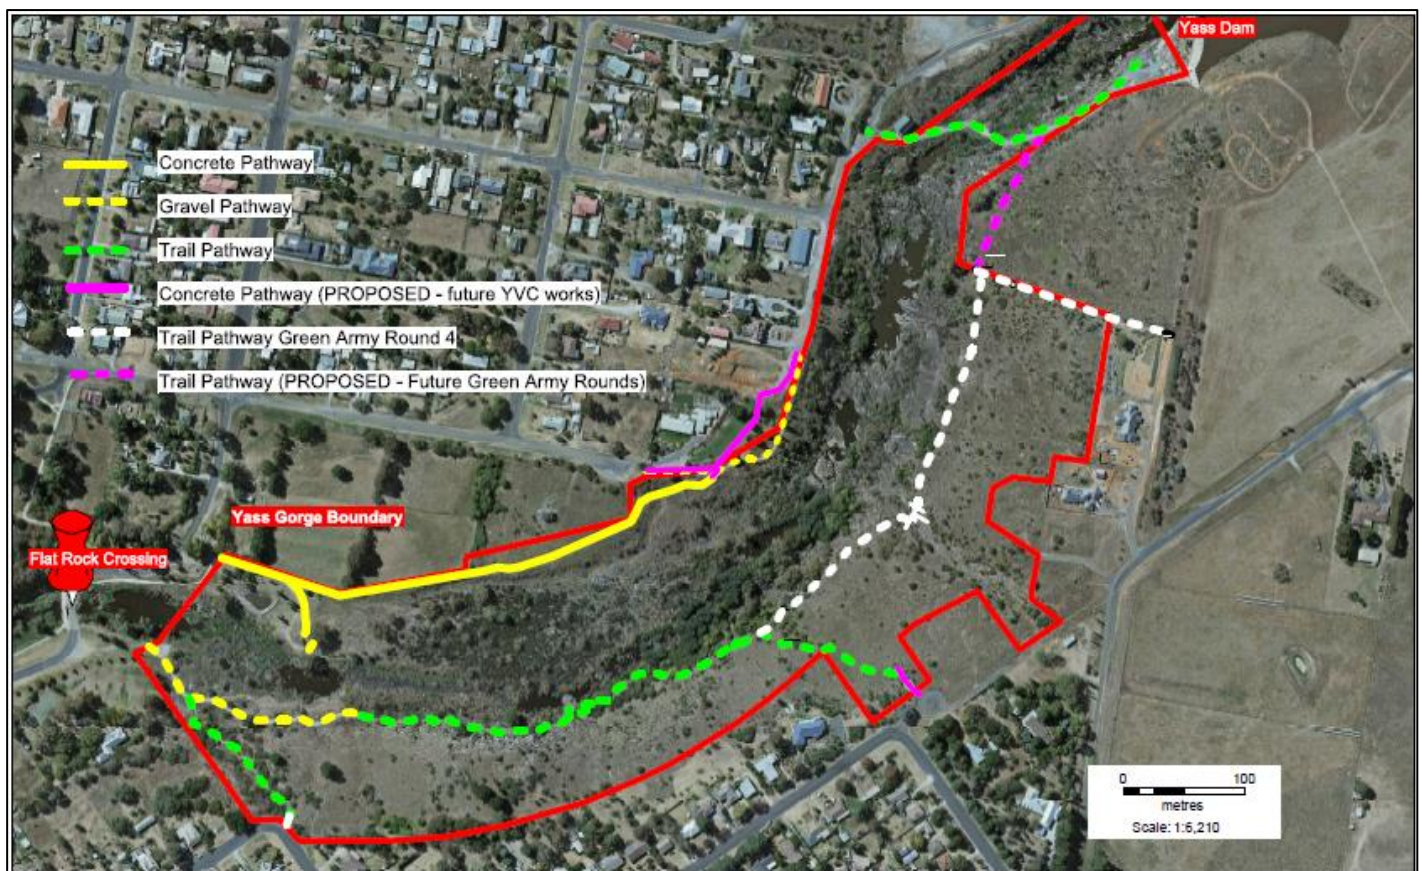 Yass Dam
Concrete Pathway
Gravel Pathway
Trail Pathway
Concrete Pathway (PROPOSED - future YVC works)
Trail Pathway Green Army Round 4
Trail Pathway (PROPOSED - Future Green Army Rounds)
Yass Gorge Boundary
Flat Rock Crossing
0 100
metres
Scale: 1:6,210